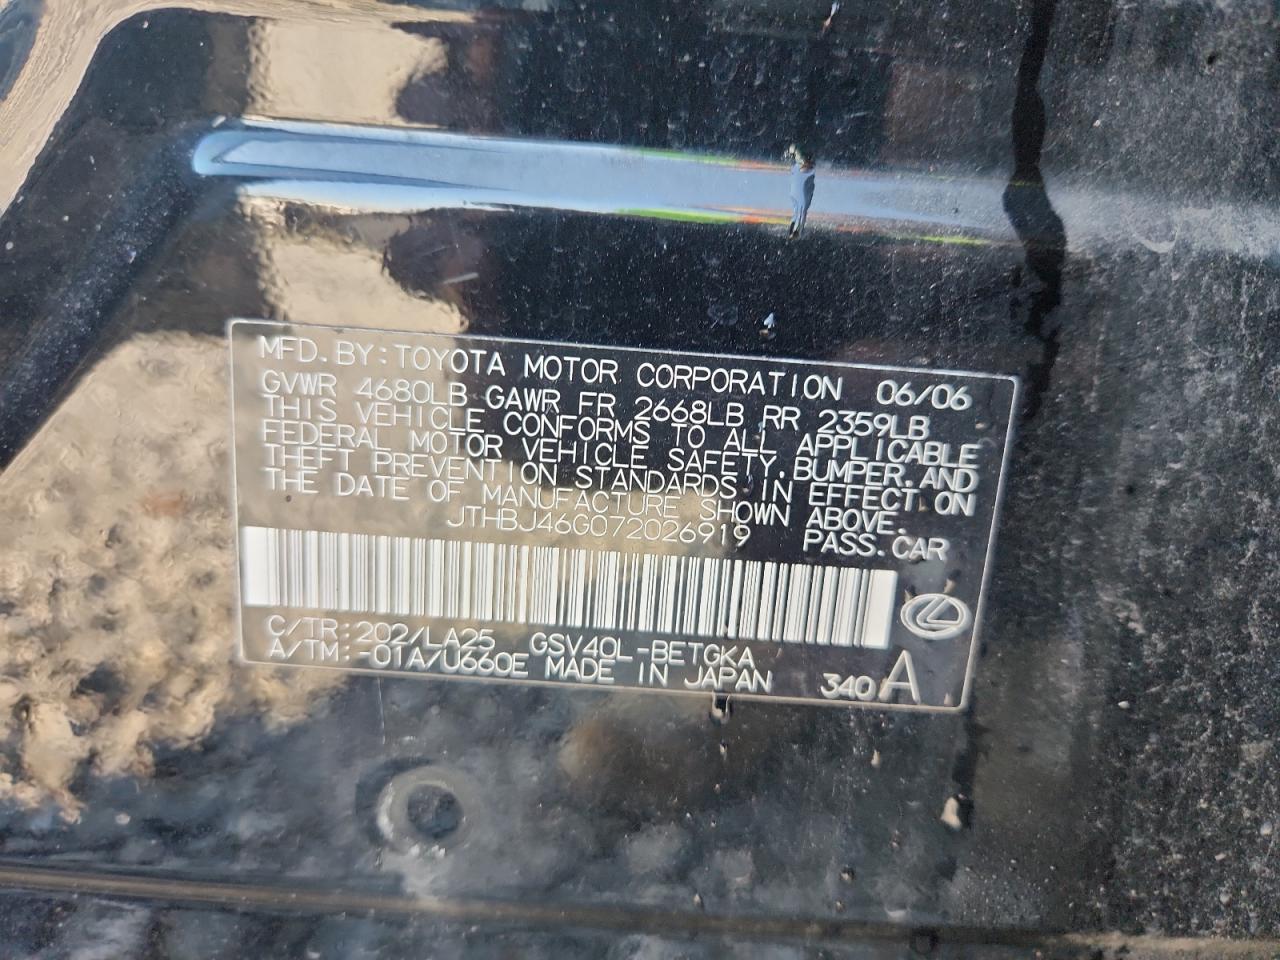 MFD. BY: TOYOTA MOTOR CORPORATION 06/06
GVWR 4680LB GAWR FR 2668LB RR 2359LB
THIS VEHICLE CONFORMS TO ALL APPLICABLE
FEDERAL MOTOR VEHICLE SAFETY, BUMPER, AND
THEFT PREVENTION STANDARDS IN EFFECT ON
THE DATE OF MANUFACTURE SHOWN ABOVE.
JTHBJ46G072026919 PASS. CAR
C/TR: 202/LA25 GSV40L-BETGKA
A/TM: -01A/U660E MADE IN JAPAN 340 A